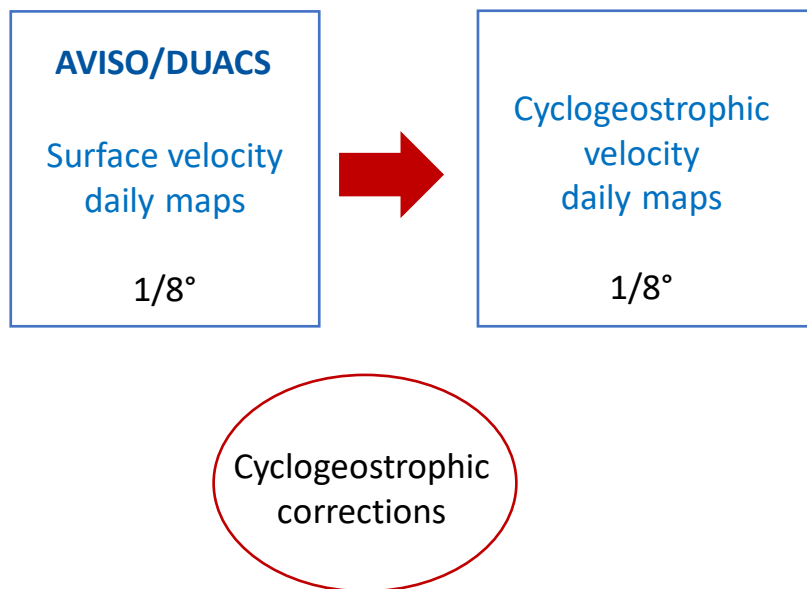 AVISO/DUACS
Surface velocity
daily maps
1/8°
Cyclogeostrophic
velocity
daily maps
1/8°
Cyclogeostrophic
corrections